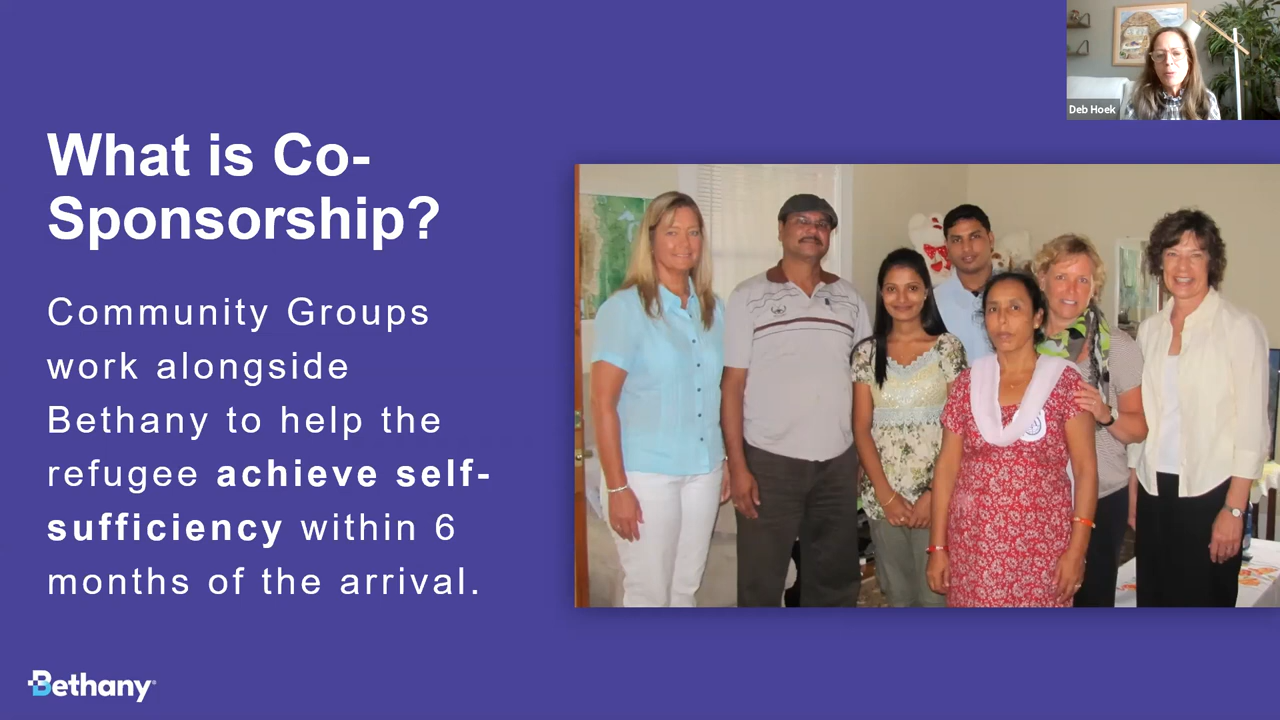 Deb Hoek
What is Co-
Sponsorship?
Community Groups
work alongside
Bethany to help the
refugee achieve self-
sufficiency within 6
months of the arrival.
Bethany